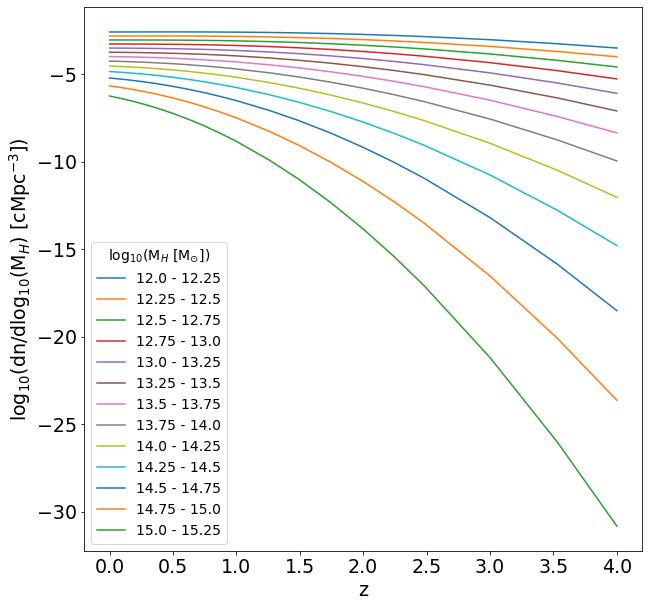 log₁₀(dn/dlog₁₀(M_H) [cMpc⁻³])
−5
−10
−15
−20
−25
−30
log₁₀(M_H [M_⊙])
12.0 - 12.25
12.25 - 12.5
12.5 - 12.75
12.75 - 13.0
13.0 - 13.25
13.25 - 13.5
13.5 - 13.75
13.75 - 14.0
14.0 - 14.25
14.25 - 14.5
14.5 - 14.75
14.75 - 15.0
15.0 - 15.25
0.0 0.5 1.0 1.5 2.0 2.5 3.0 3.5 4.0
z